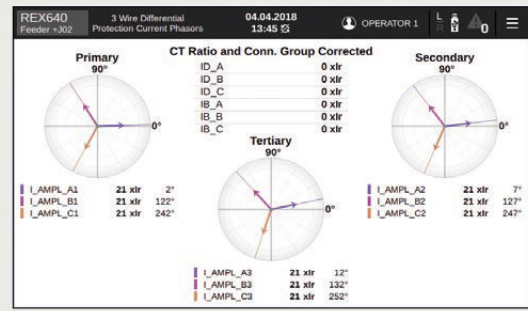 REX640 3 Wire Differential 04.04.2018 OPERATOR 1 L 0
Feeder +J02 Protection Current Phasors 13:45 R
CT Ratio and Conn. Group Corrected
Primary
90°
0°
ID_A 0 xIr
ID_B 0 xIr
ID_C 0 xIr
IB_A 0 xIr
IB_B 0 xIr
IB_C 0 xIr
Secondary
90°
0°
Tertiary
90°
0°
I_AMPL_A1 21 xIr 2°
I_AMPL_B1 21 xIr 122°
I_AMPL_C1 21 xIr 242°
I_AMPL_A2 21 xIr 7°
I_AMPL_B2 21 xIr 127°
I_AMPL_C2 21 xIr 247°
I_AMPL_A3 21 xIr 12°
I_AMPL_B3 21 xIr 132°
I_AMPL_C3 21 xIr 252°